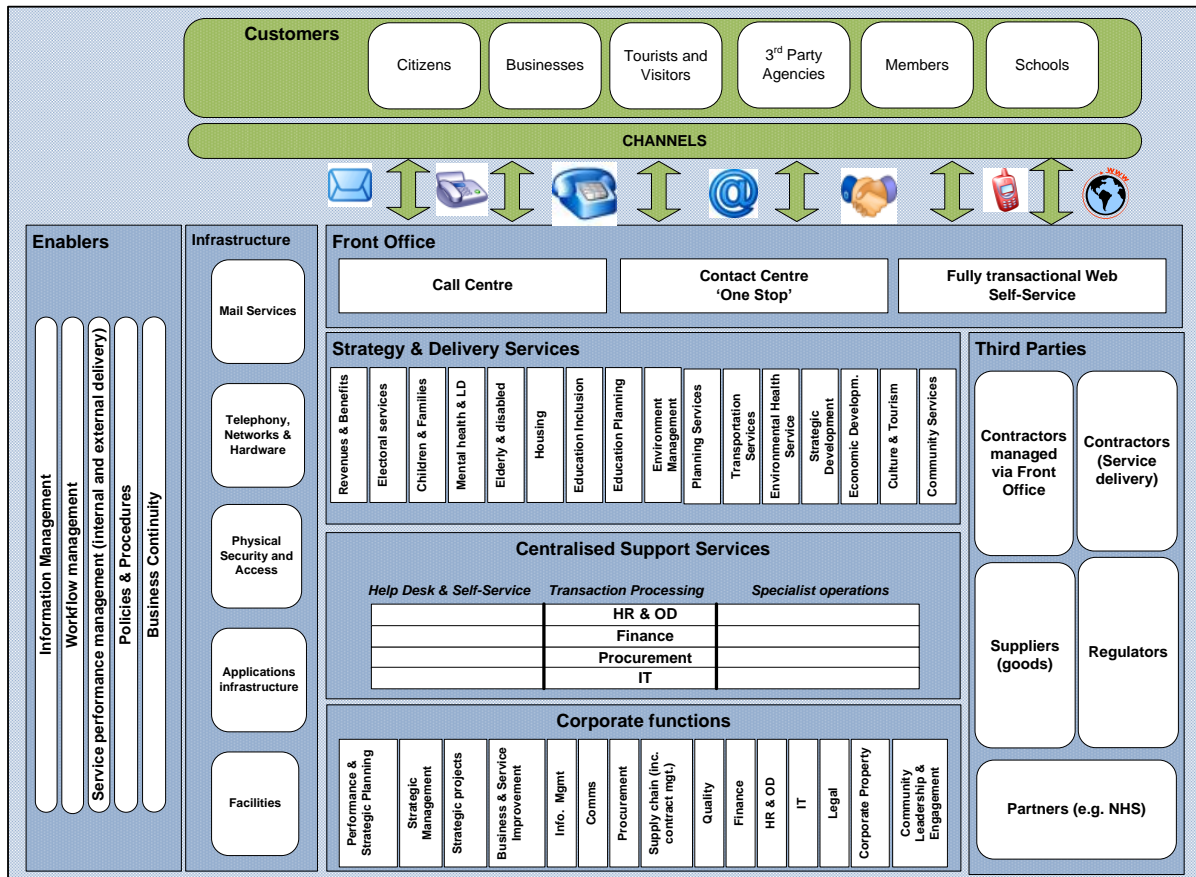 Customers
Citizens
Businesses
Tourists and
Visitors
3rd Party
Agencies
Members
Schools
CHANNELS
@
www
Enablers
Information Management
Workflow management
Service performance management (internal and external delivery)
Policies & Procedures
Business Continuity
Infrastructure
Mail Services
Telephony,
Networks &
Hardware
Physical
Security and
Access
Applications
infrastructure
Facilities
Front Office
Call Centre
Contact Centre
‘One Stop’
Fully transactional Web
Self-Service
Strategy & Delivery Services
Revenues & Benefits
Electoral services
Children & Families
Mental health & LD
Elderly & disabled
Housing
Education Inclusion
Education Planning
Environment
Management
Planning Services
Transportation
Services
Environmental Health
Service
Strategic
Development
Economic Developm.
Culture & Tourism
Community Services
Centralised Support Services
Help Desk & Self-Service
Transaction Processing
Specialist operations
HR & OD
Finance
Procurement
IT
Corporate functions
Performance &
Strategic Planning
Strategic
Management
Strategic projects
Business & Service
Improvement
Info. Mgmt
Comms
Procurement
Supply chain (inc.
contract mgt.)
Quality
Finance
HR & OD
IT
Legal
Corporate Property
Community
Leadership &
Engagement
Third Parties
Contractors
managed
via Front
Office
Contractors
(Service
delivery)
Suppliers
(goods)
Regulators
Partners (e.g. NHS)